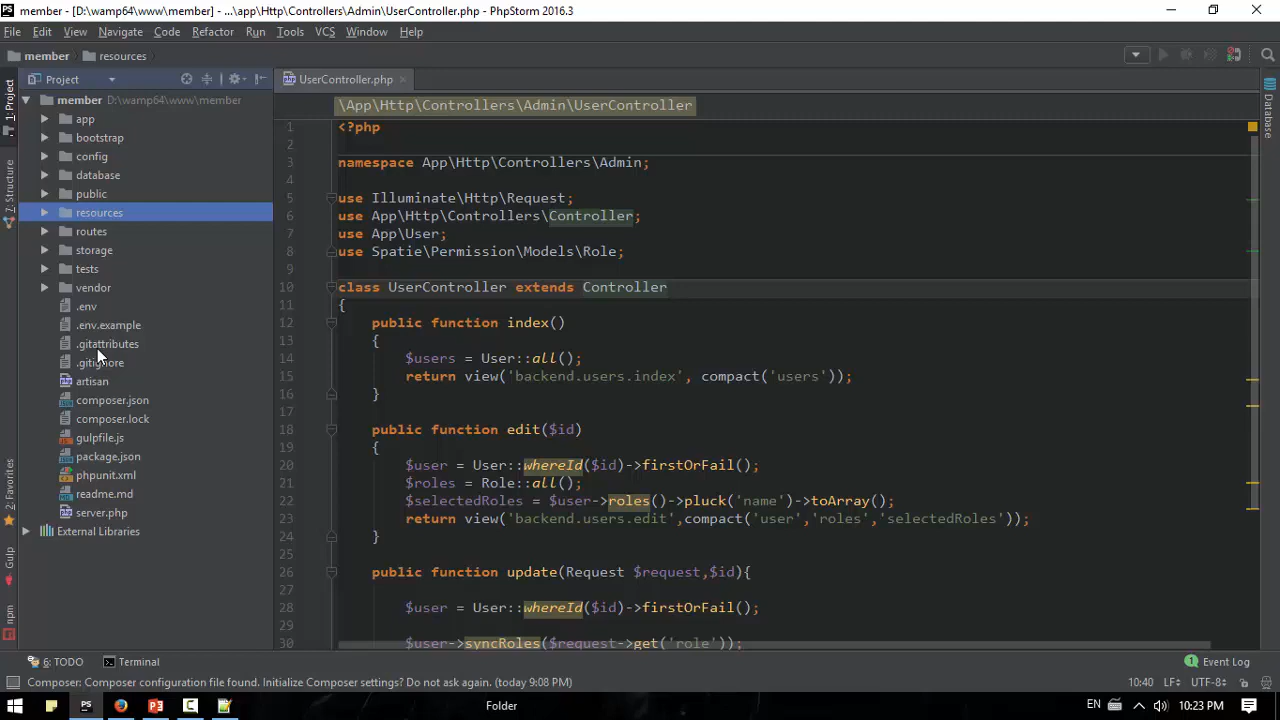 PS member - [D:\wamp64\www\member] - ...\app\Http\Controllers\Admin\UserController.php - PhpStorm 2016.3
File Edit View Navigate Code Refactor Run Tools VCS Window Help
member resources
1: Project
7: Structure
2: Favorites
Gulp
npm
Project
member D:\wamp64\www\member
app
bootstrap
config
database
public
resources
routes
storage
tests
vendor
.env
.env.example
.gitattributes
.gitignore
artisan
composer.json
composer.lock
gulpfile.js
package.json
phpunit.xml
readme.md
server.php
External Libraries
UserController.php
\App\Http\Controllers\Admin\UserController
1 <?php
2
3 namespace App\Http\Controllers\Admin;
4
5 use Illuminate\Http\Request;
6 use App\Http\Controllers\Controller;
7 use App\User;
8 use Spatie\Permission\Models\Role;
9
10 class UserController extends Controller
11 {
12 public function index()
13 {
14 $users = User::all();
15 return view('backend.users.index', compact('users'));
16 }
17
18 public function edit($id)
19 {
20 $user = User::whereId($id)->firstOrFail();
21 $roles = Role::all();
22 $selectedRoles = $user->roles()->pluck('name')->toArray();
23 return view('backend.users.edit',compact('user','roles','selectedRoles'));
24 }
25
26 public function update(Request $request,$id){
27
28 $user = User::whereId($id)->firstOrFail();
29
30 $user->syncRoles($request->get('role'));
Database
6: TODO Terminal 1 Event Log
Composer: Composer configuration file found. Initialize Composer settings? Do not ask again. (today 9:08 PM) 10:40 LF÷ UTF-8÷
Folder EN 10:23 PM